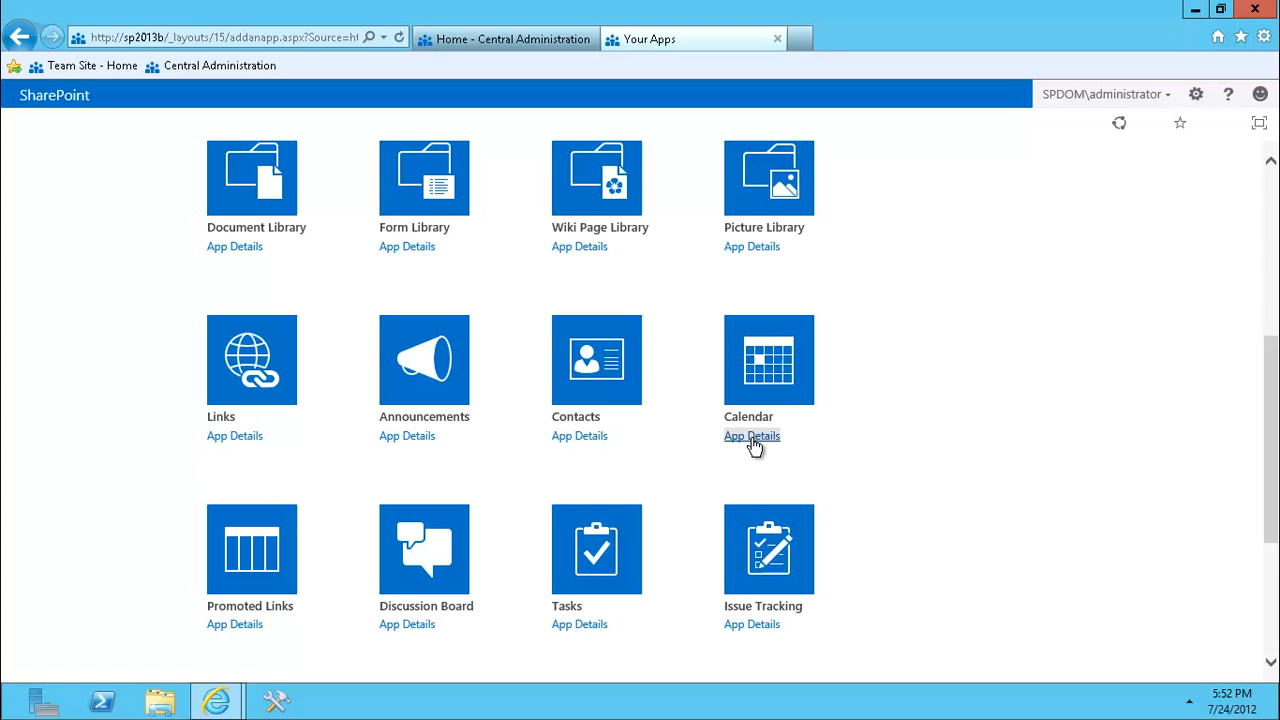 http://sp2013b/_layouts/15/addanapp.aspx?Source=ht
Home - Central Administration
Your Apps
Team Site - Home
Central Administration
SharePoint
SPDOM\administrator
?
Document Library
Form Library
Wiki Page Library
Picture Library
App Details
App Details
App Details
App Details
Links
Announcements
Contacts
Calendar
App Details
App Details
App Details
App Details
Promoted Links
Discussion Board
Tasks
Issue Tracking
App Details
App Details
App Details
App Details
5:52 PM
7/24/2012